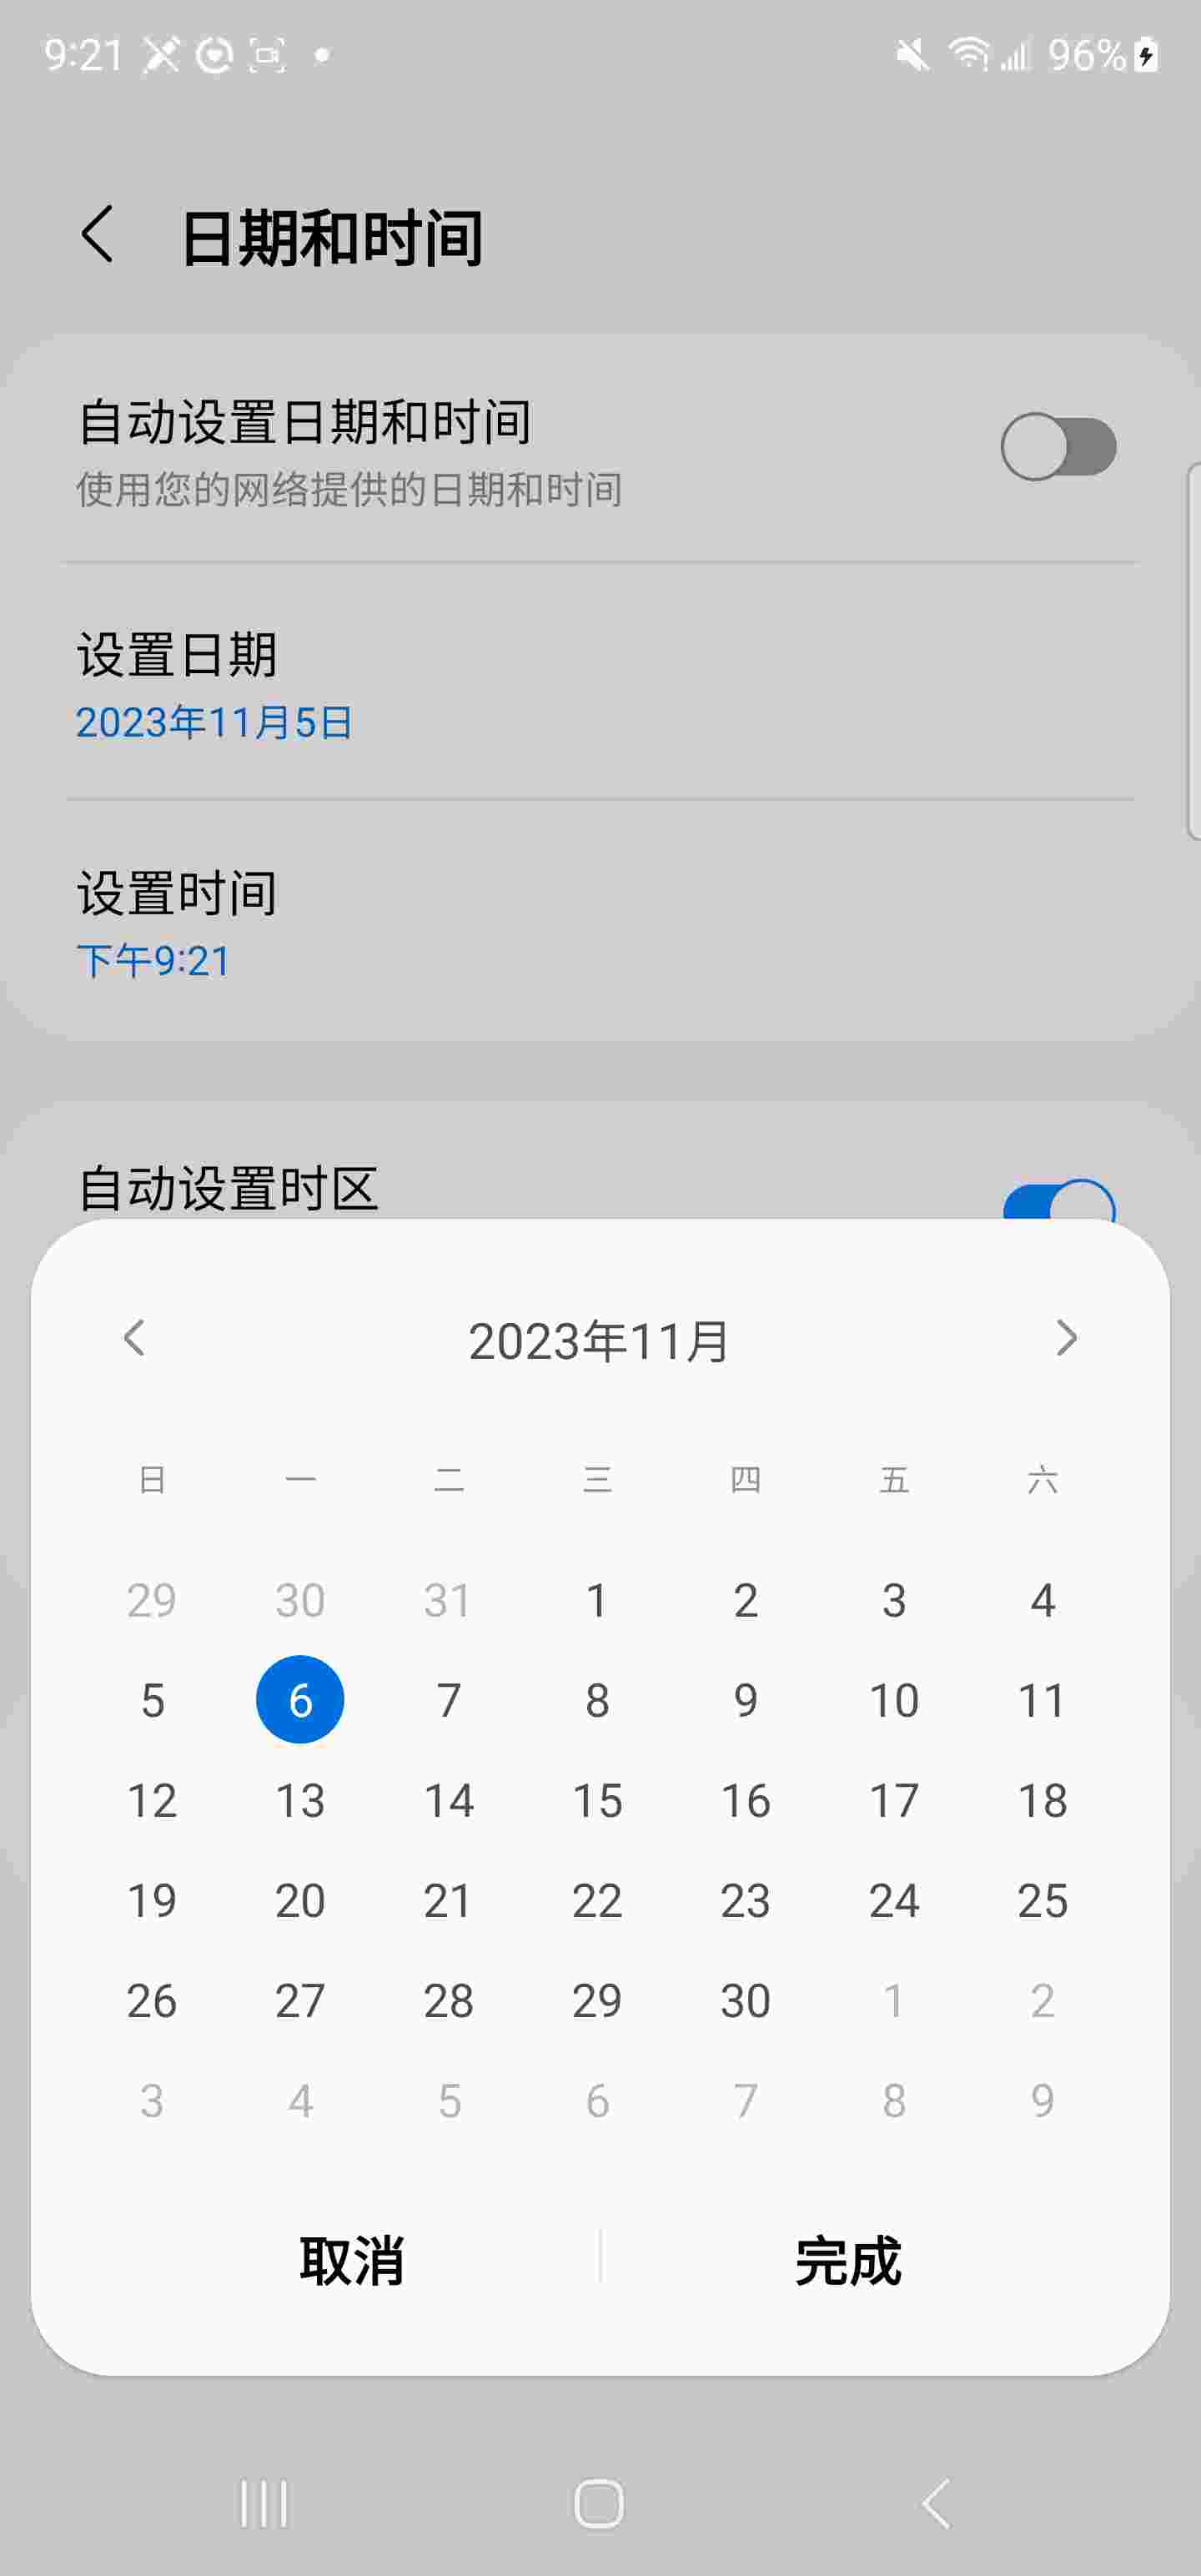 9:21 96%
日期和时间
自动设置日期和时间
使用您的网络提供的日期和时间
设置日期
2023年11月5日
设置时间
下午9:21
自动设置时区
2023年11月
日 一 二 三 四 五 六
29 30 31 1 2 3 4
5 6 7 8 9 10 11
12 13 14 15 16 17 18
19 20 21 22 23 24 25
26 27 28 29 30 1 2
3 4 5 6 7 8 9
取消 完成